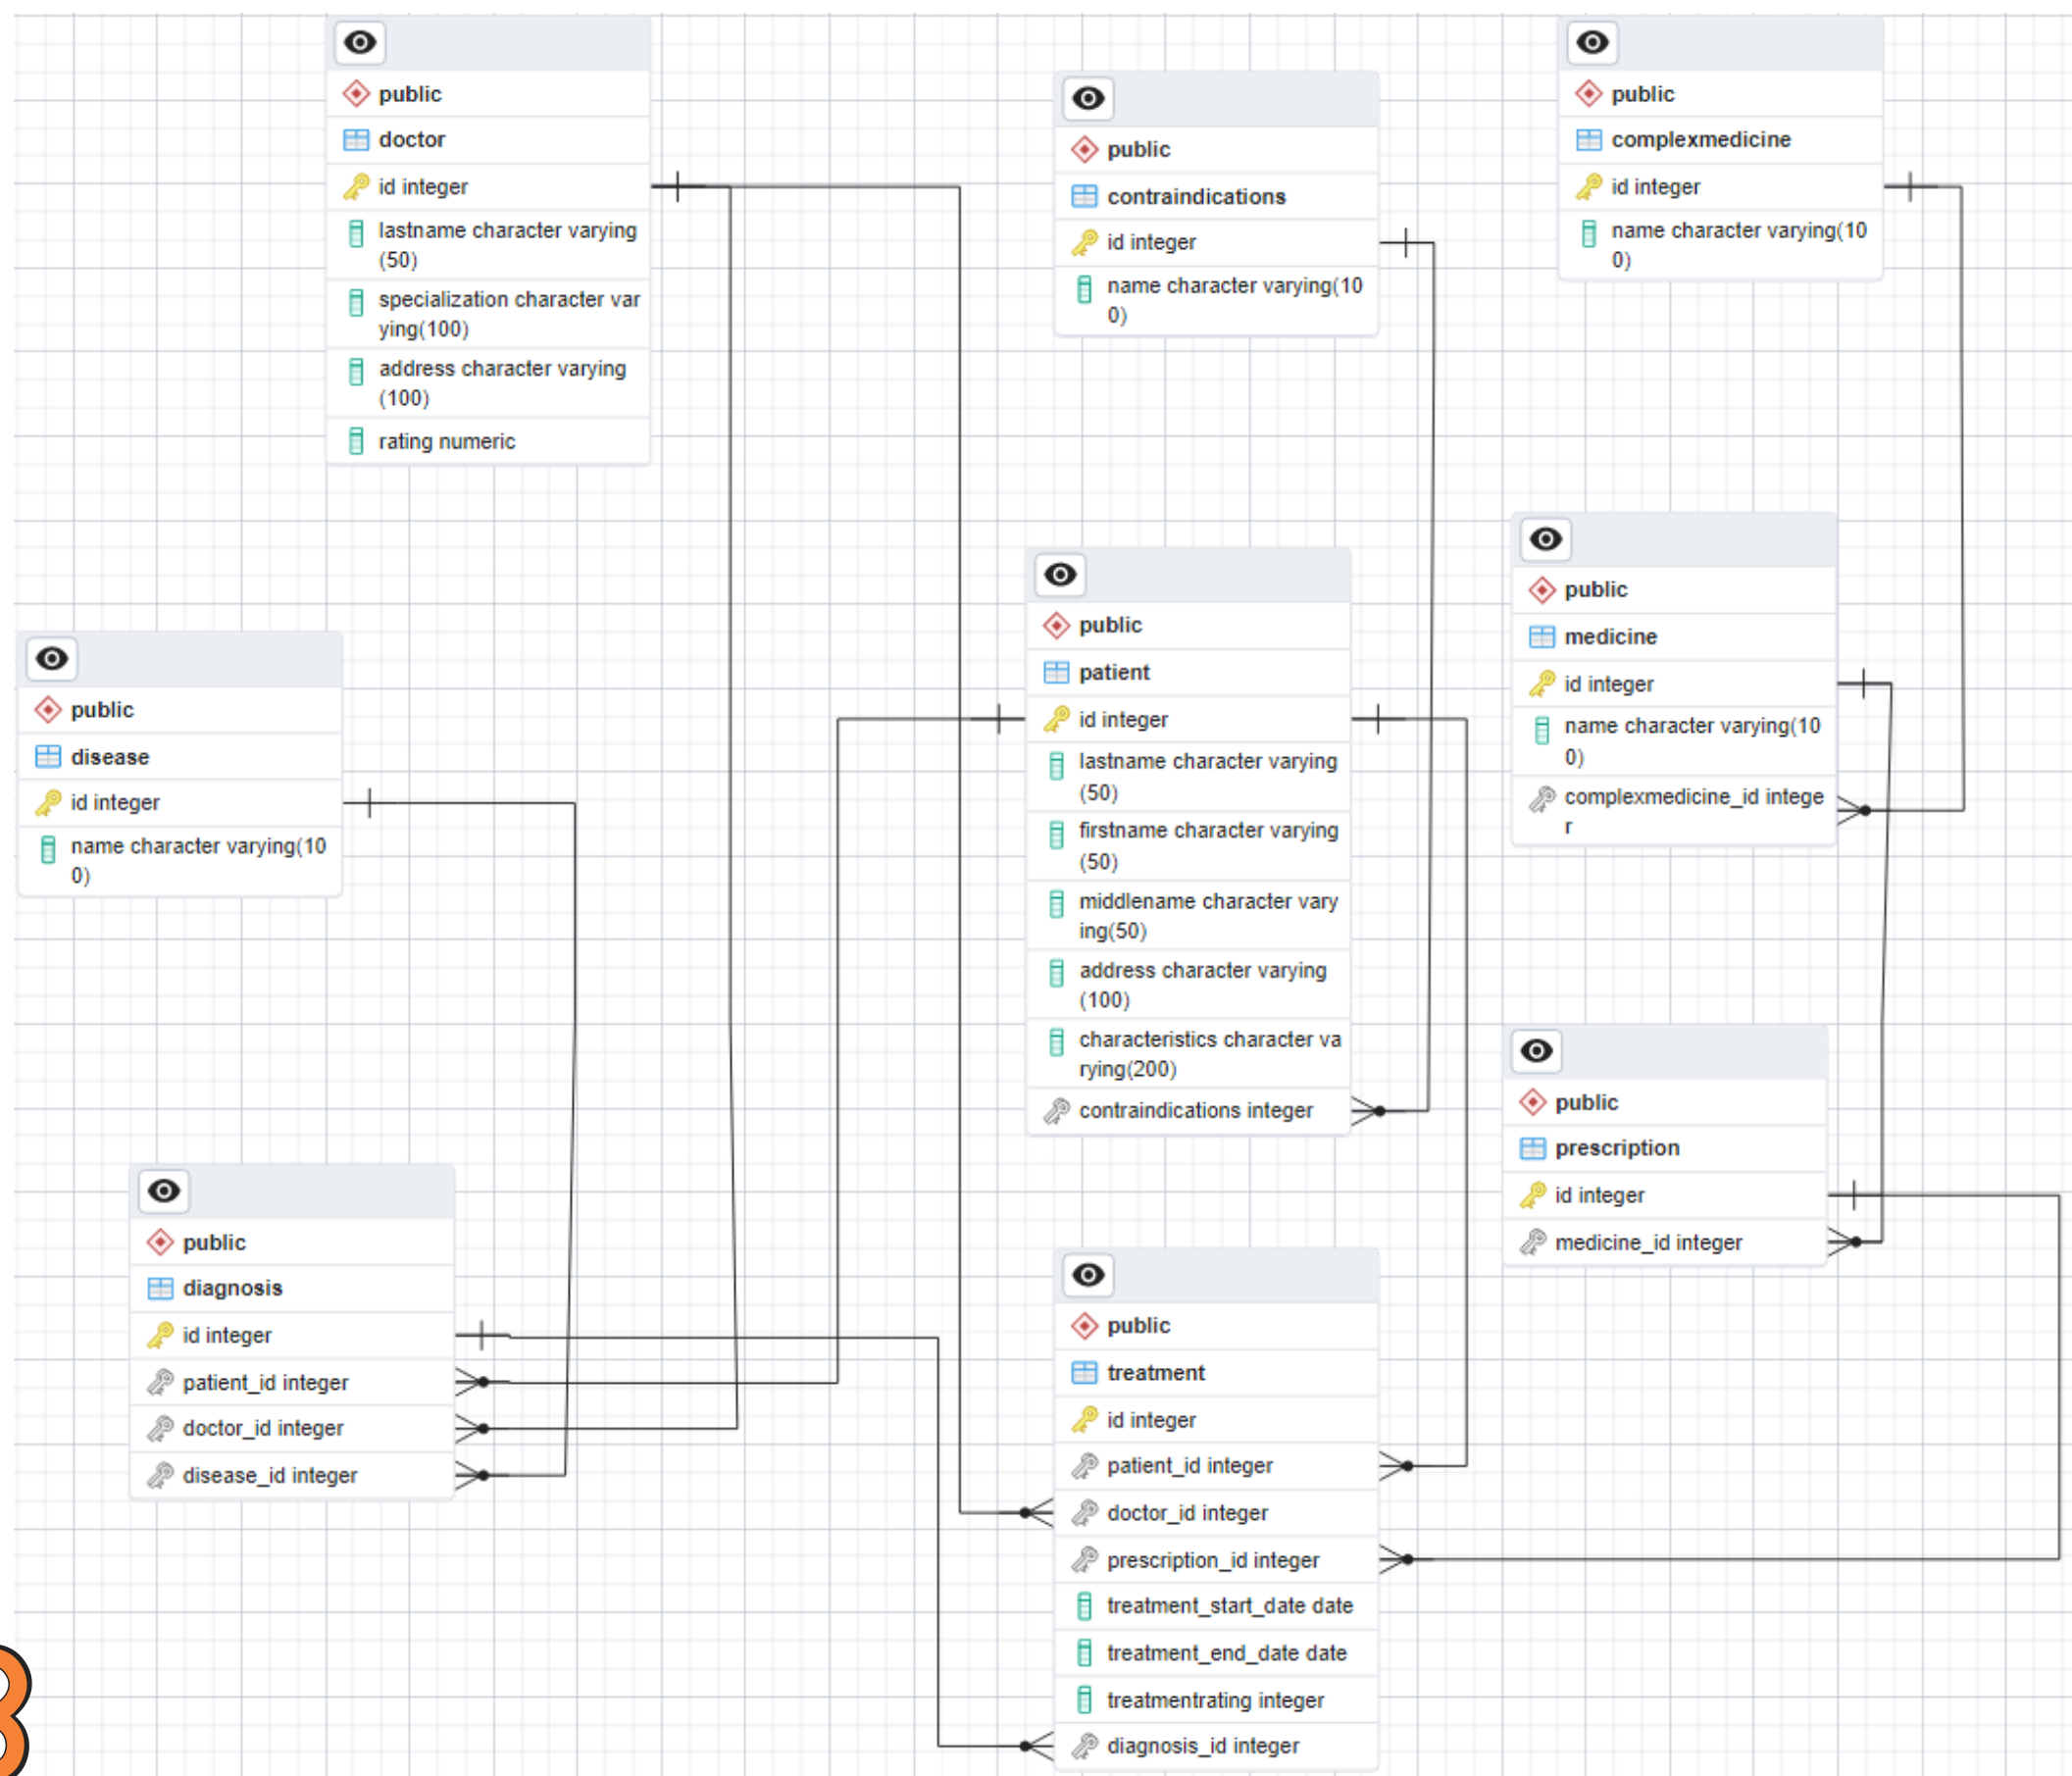 public
doctor
id integer
lastname character varying
(50)
specialization character var
ying(100)
address character varying
(100)
rating numeric
public
contraindications
id integer
name character varying(10
0)
public
complexmedicine
id integer
name character varying(10
0)
public
disease
id integer
name character varying(10
0)
public
patient
id integer
lastname character varying
(50)
firstname character varying
(50)
middlename character vary
ing(50)
address character varying
(100)
characteristics character va
rying(200)
contraindications integer
public
medicine
id integer
name character varying(10
0)
complexmedicine_id intege
r
public
prescription
id integer
medicine_id integer
public
diagnosis
id integer
patient_id integer
doctor_id integer
disease_id integer
public
treatment
id integer
patient_id integer
doctor_id integer
prescription_id integer
treatment_start_date date
treatment_end_date date
treatmentrating integer
diagnosis_id integer